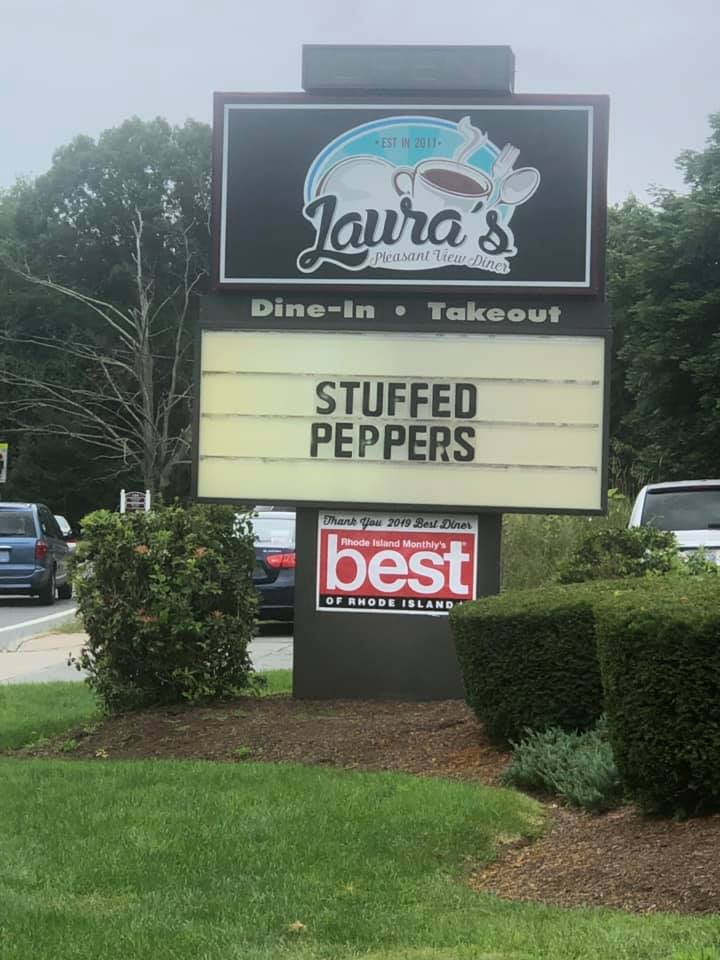 • EST IN 2011 •
Laura's
Pleasant View Diner
Dine-In • Takeout
STUFFED
PEPPERS
Thank You 2019 Best Diner
Rhode Island Monthly's
best
OF RHODE ISLAND